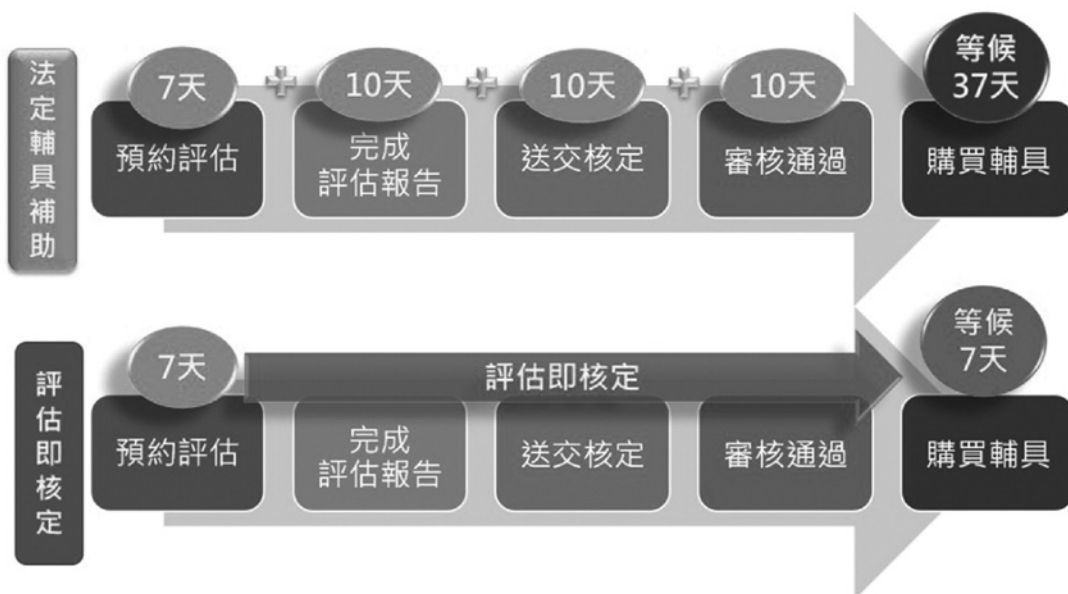 法定輔具補助
7天
10天
10天
10天
等候
37天
預約評估
完成
評估報告
送交核定
審核通過
購買輔具
評估即核定
7天
評估即核定
等候
7天
預約評估
完成
評估報告
送交核定
審核通過
購買輔具